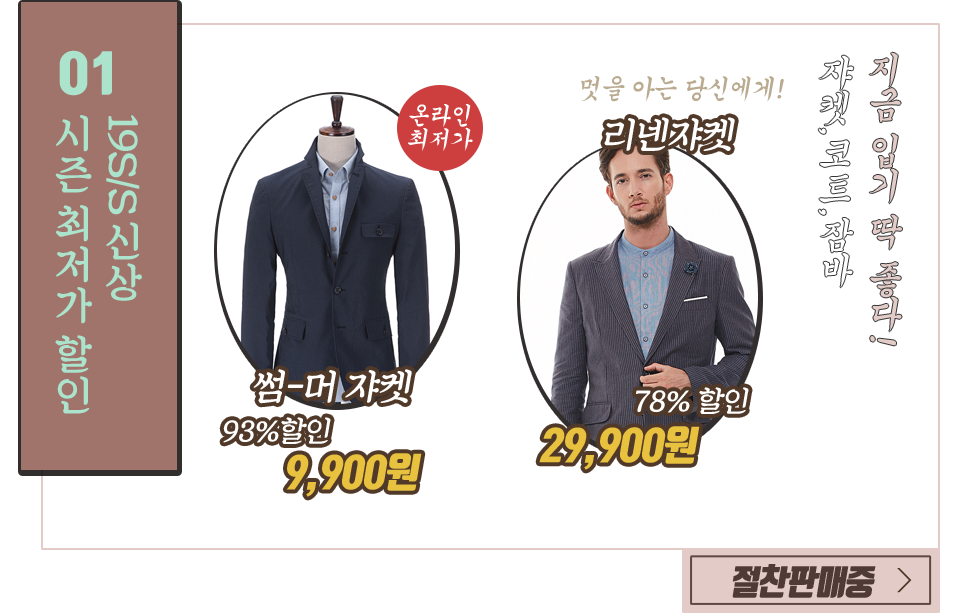 01
19S/S 신상
시즌 최저가 할인
온라인
최저가
썸-머 쟈켓
93%할인
9,900원
멋을 아는 당신에게!
리넨쟈켓
78% 할인
29,900원
지금 입기 딱 좋다!
쟈켓, 코트, 잠바
절찬판매중